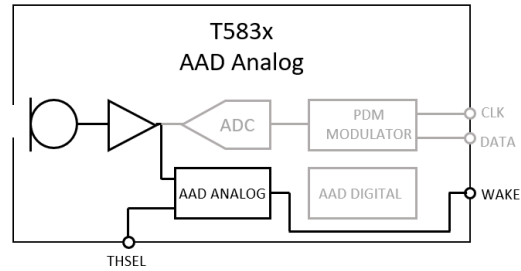 T583x
AAD Analog
ADC
PDM
MODULATOR
CLK
DATA
AAD ANALOG
AAD DIGITAL
WAKE
THSEL